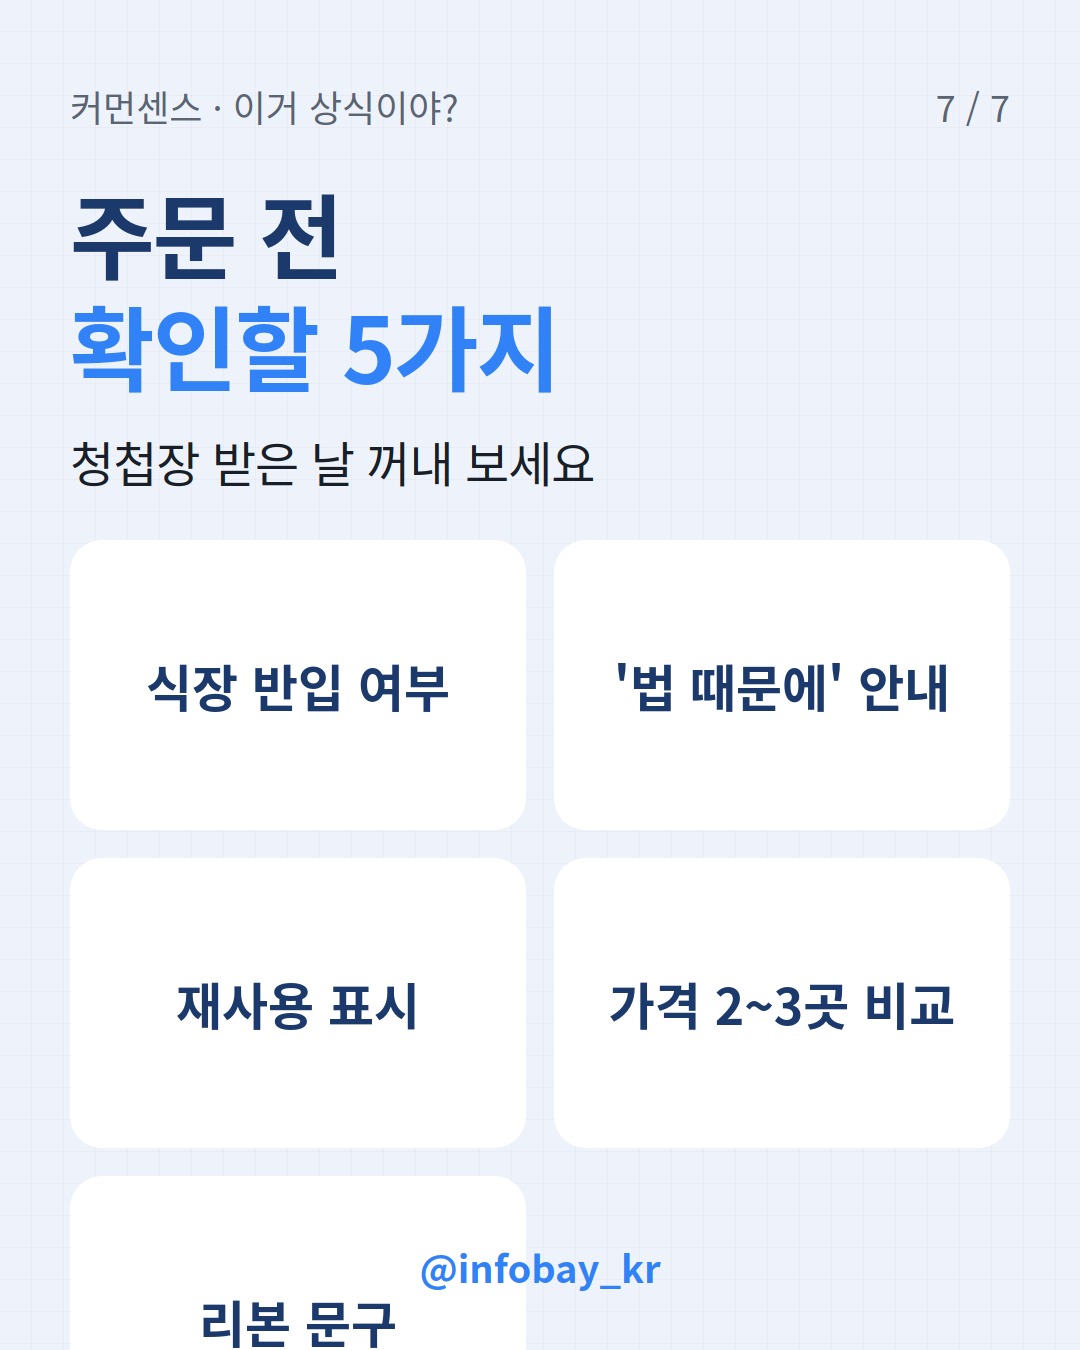 커먼센스 · 이거 상식이야?
7 / 7
주문 전
확인할 5가지
청첩장 받은 날 꺼내 보세요
식장 반입 여부
'법 때문에' 안내
재사용 표시
가격 2~3곳 비교
@infobay_kr
리본 문구